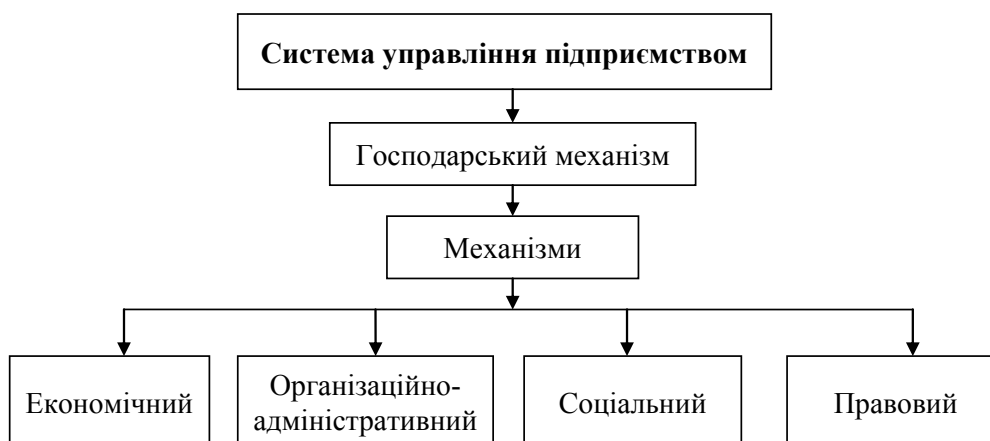 Система управління підприємством
Господарський механізм
Механізми
Економічний
Організаційно-
адміністративний
Соціальний
Правовий